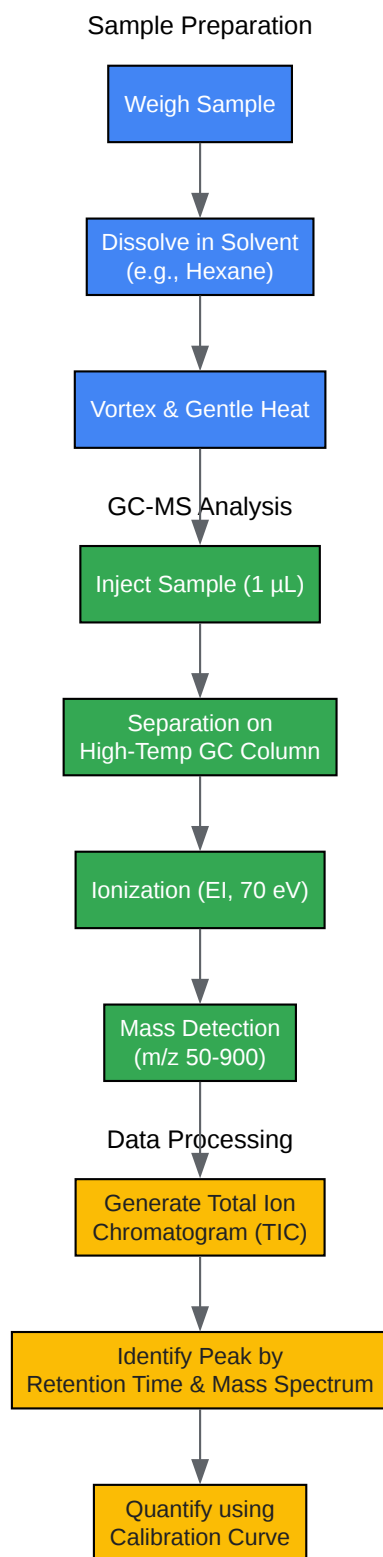 Sample Preparation
Weigh Sample
Dissolve in Solvent
(e.g., Hexane)
Vortex & Gentle Heat
GC-MS Analysis
Inject Sample (1 µL)
Separation on
High-Temp GC Column
Ionization (EI, 70 eV)
Mass Detection
(m/z 50-900)
Data Processing
Generate Total Ion
Chromatogram (TIC)
Identify Peak by
Retention Time & Mass Spectrum
Quantify using
Calibration Curve